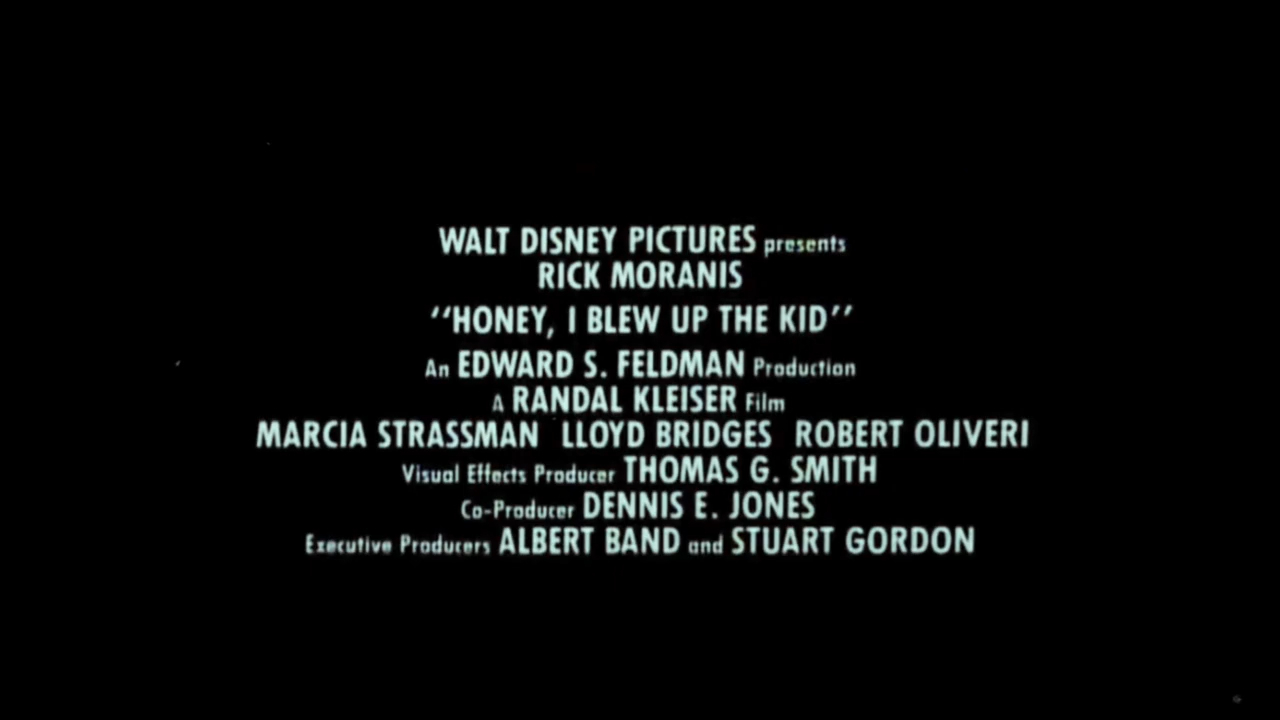 WALT DISNEY PICTURES presents
RICK MORANIS
"HONEY, I BLEW UP THE KID"
An EDWARD S. FELDMAN Production
A RANDAL KLEISER Film
MARCIA STRASSMAN LLOYD BRIDGES ROBERT OLIVERI
Visual Effects Producer THOMAS G. SMITH
Co-Producer DENNIS E. JONES
Executive Producers ALBERT BAND and STUART GORDON